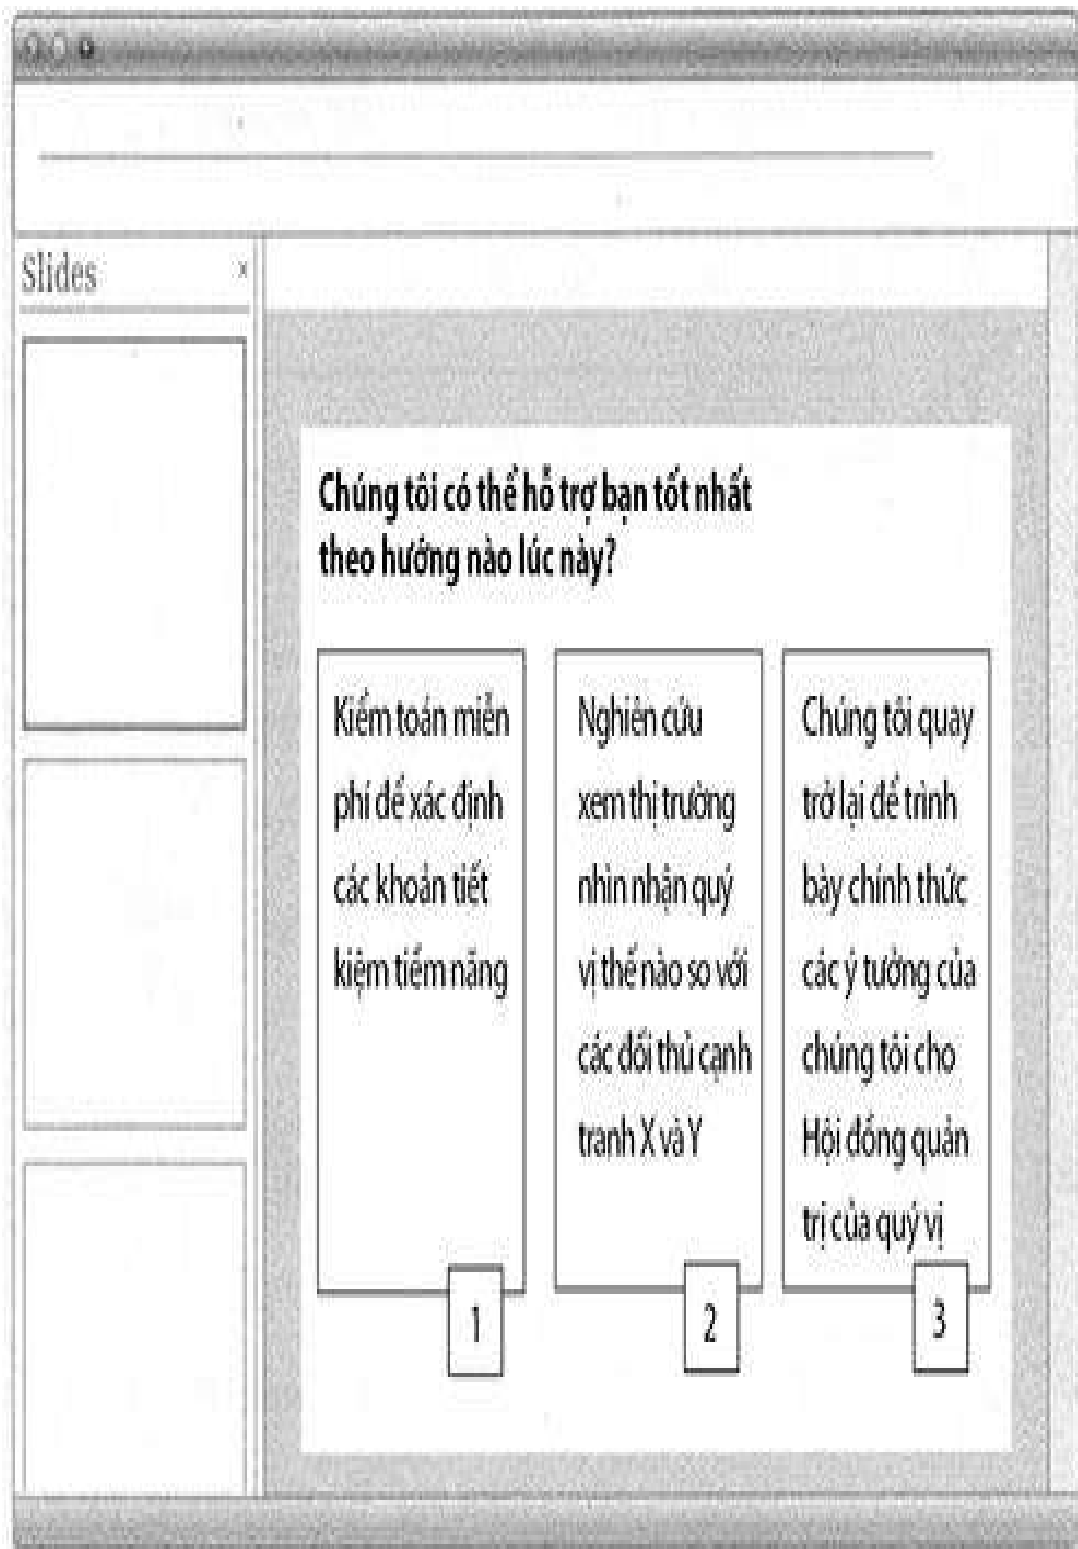 Slides
x
Chúng tôi có thể hỗ trợ bạn tốt nhất
theo hướng nào lúc này?
Kiểm toán miễn
phí để xác định
các khoản tiết
kiệm tiềm năng
1
Nghiên cứu
xem thị trường
nhìn nhận quý
vị thế nào so với
các đối thủ cạnh
tranh X và Y
2
Chúng tôi quay
trở lại để trình
bày chính thức
các ý tưởng của
chúng tôi cho
Hội đồng quản
trị của quý vị
3